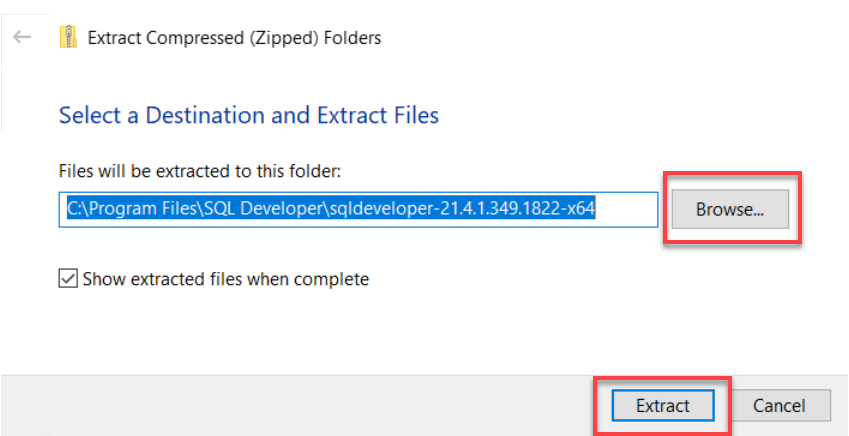 Extract Compressed (Zipped) Folders
Select a Destination and Extract Files
Files will be extracted to this folder:
C:\Program Files\SQL Developer\sqldeveloper-21.4.1.349.1822-x64
Browse...
Show extracted files when complete
Extract
Cancel